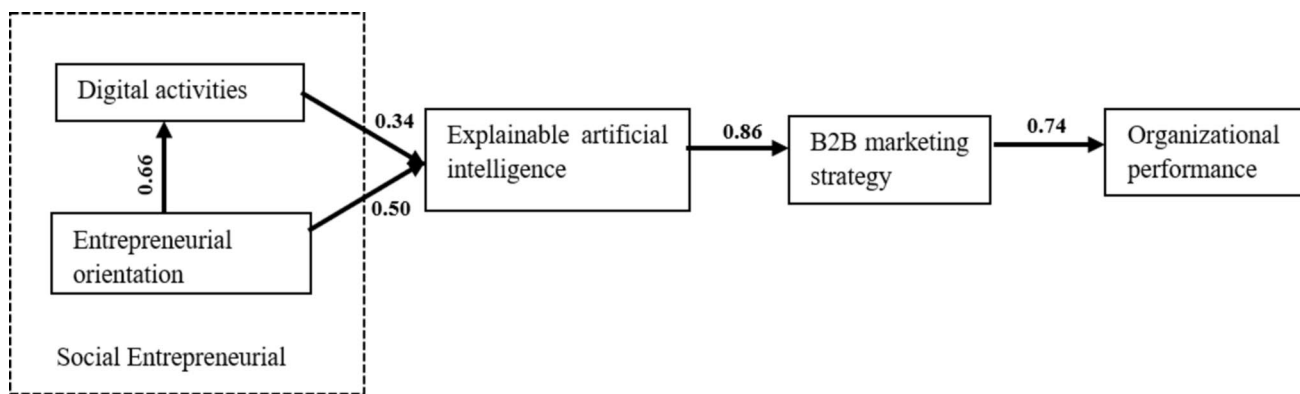 Digital activities
0.34
0.66
Explainable artificial
intelligence
0.86
B2B marketing
strategy
0.74
Organizational
performance
0.50
Entrepreneurial
orientation
Social Entrepreneurial